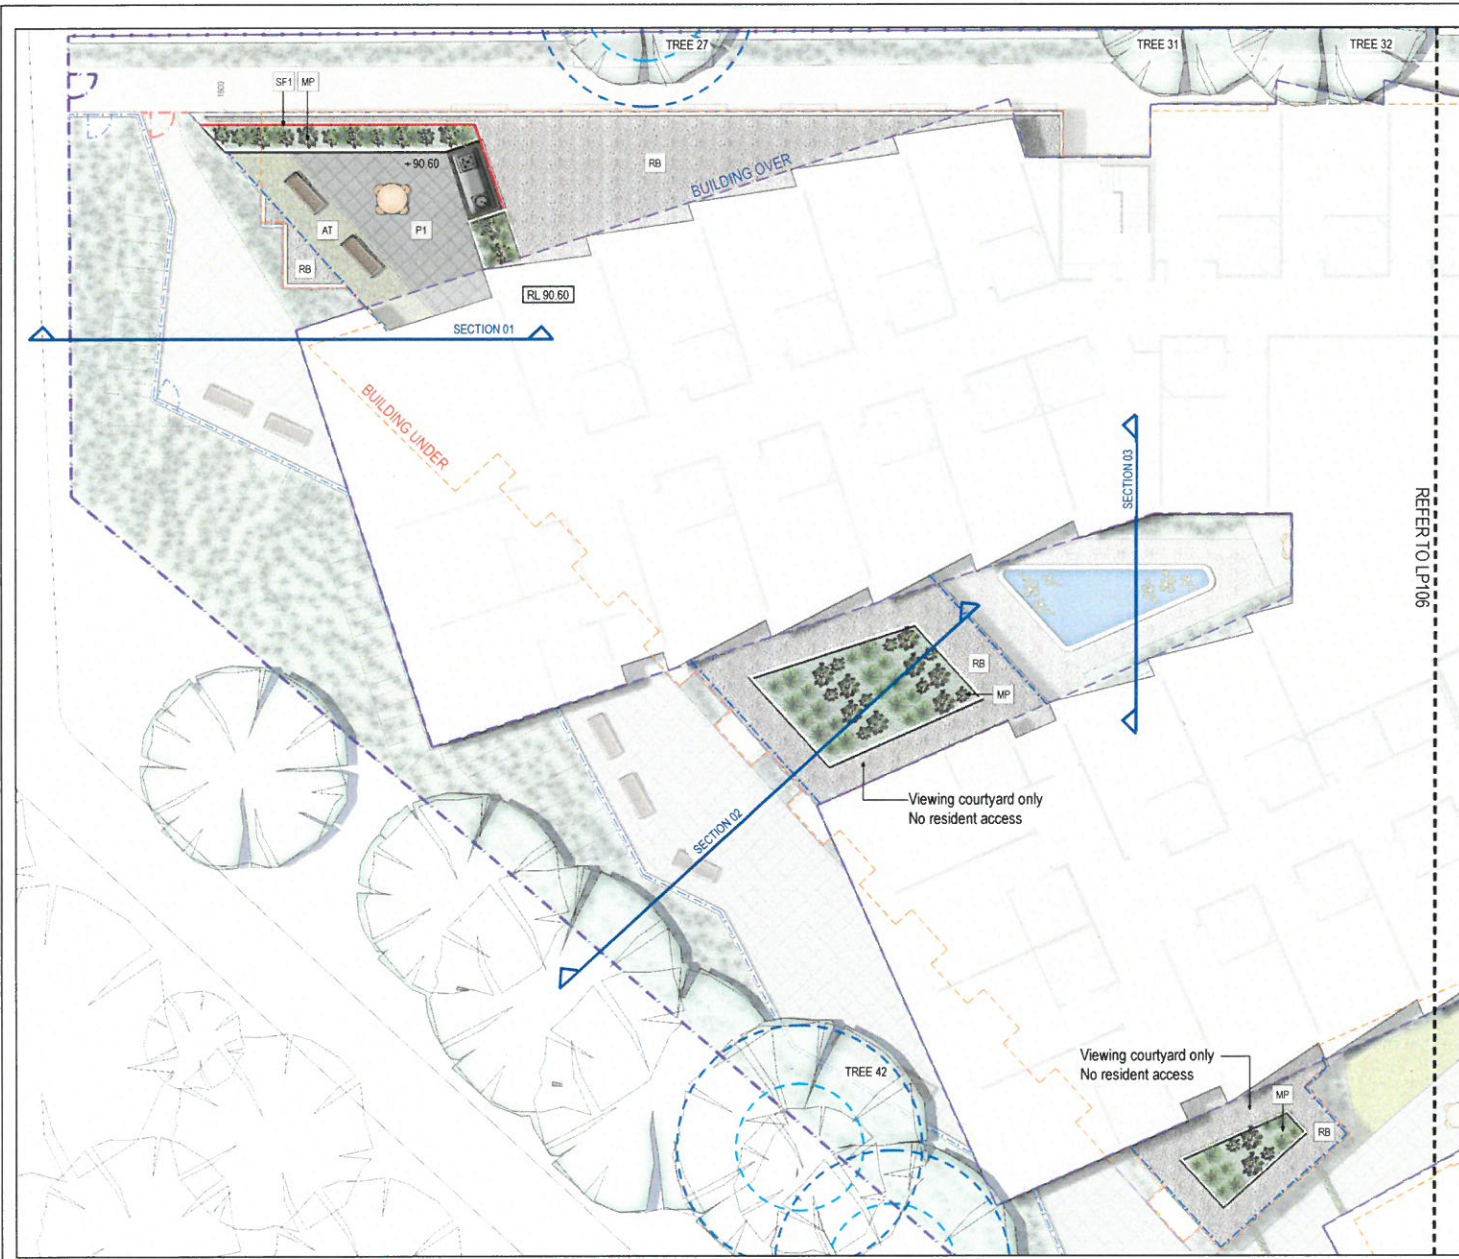 TREE 27
TREE 31
TREE 32
SF1
MP
1800
+90.60
RB
BUILDING OVER
AT
P1
RB
RL 90.60
SECTION 01
BUILDING UNDER
SECTION 03
REFER TO LP106
RB
MP
Viewing courtyard only
No resident access
SECTION 02
Viewing courtyard only
No resident access
TREE 42
MP
RB